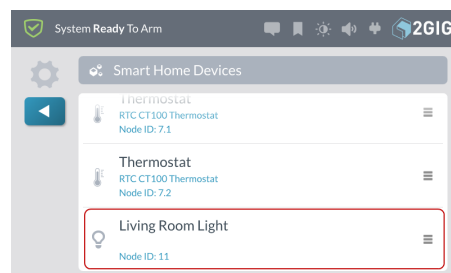 System Ready To Arm
2GIG
Smart Home Devices
Thermostat
RTC CT100 Thermostat
Node ID: 7.1
Thermostat
RTC CT100 Thermostat
Node ID: 7.2
Living Room Light
Node ID: 11